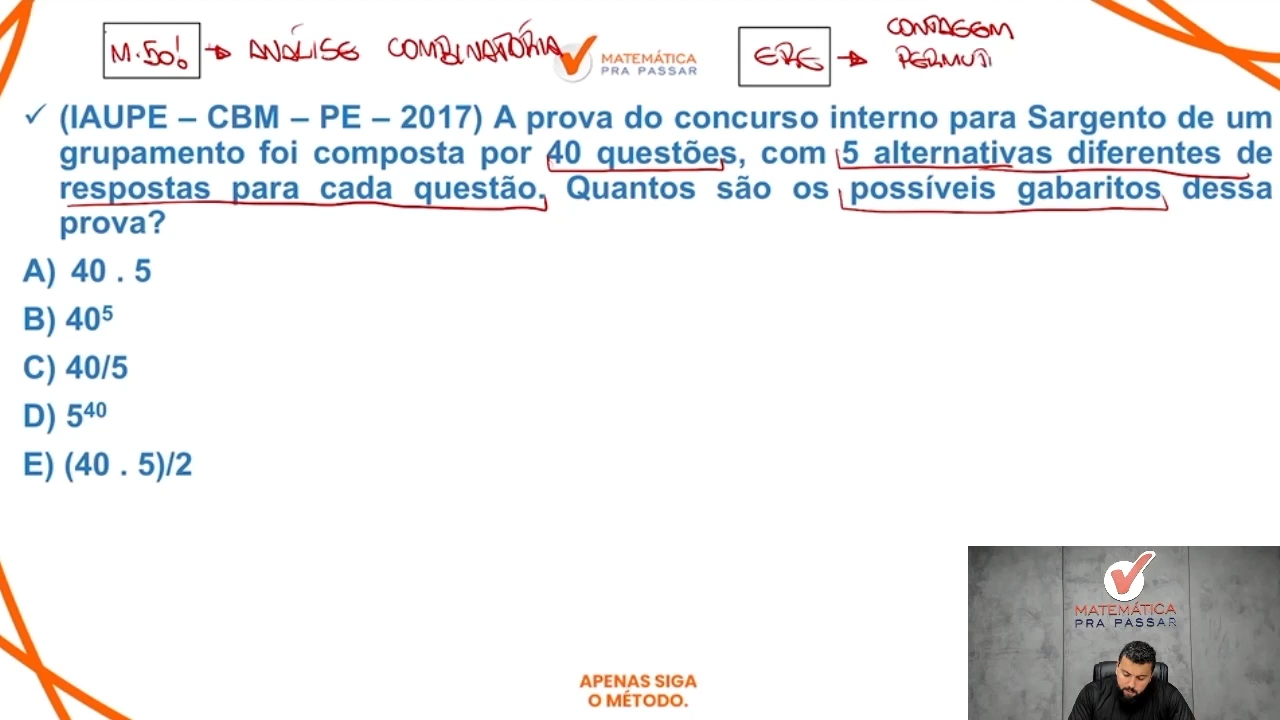 M.50! → ANÁLISE COMBINATÓRIA
MATEMÁTICA
PRA PASSAR
CONTAGEM
PERMUT
✓ (IAUPE – CBM – PE – 2017) A prova do concurso interno para Sargento de um
grupamento foi composta por 40 questões, com 5 alternativas diferentes de
respostas para cada questão. Quantos são os possíveis gabaritos dessa
prova?
A) 40 . 5
B) 40⁵
C) 40/5
D) 5⁴⁰
E) (40 . 5)/2
MATEMÁTICA
PRA PASSAR
APENAS SIGA
O MÉTODO.